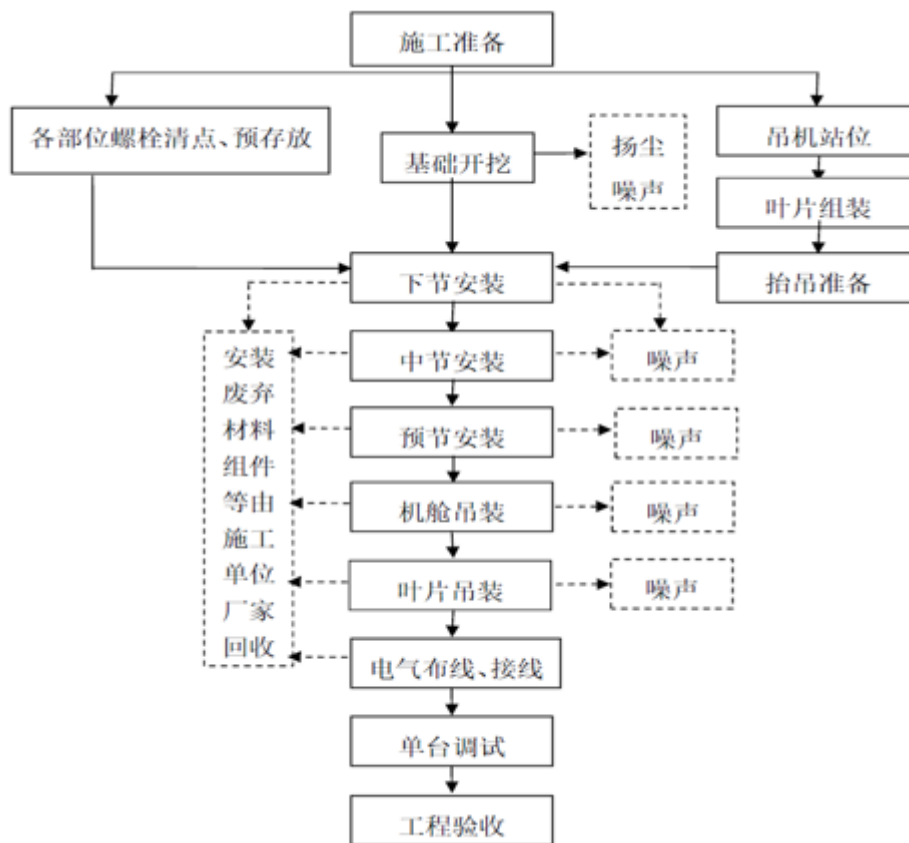 施工准备
各部位螺栓清点、预存放
基础开挖
扬尘
噪声
吊机站位
叶片组装
抬吊准备
下节安装
安装
废弃
材料
组件
等由
施工
单位
厂家
回收
中节安装
噪声
预节安装
噪声
机舱吊装
噪声
叶片吊装
噪声
电气布线、接线
单台调试
工程验收